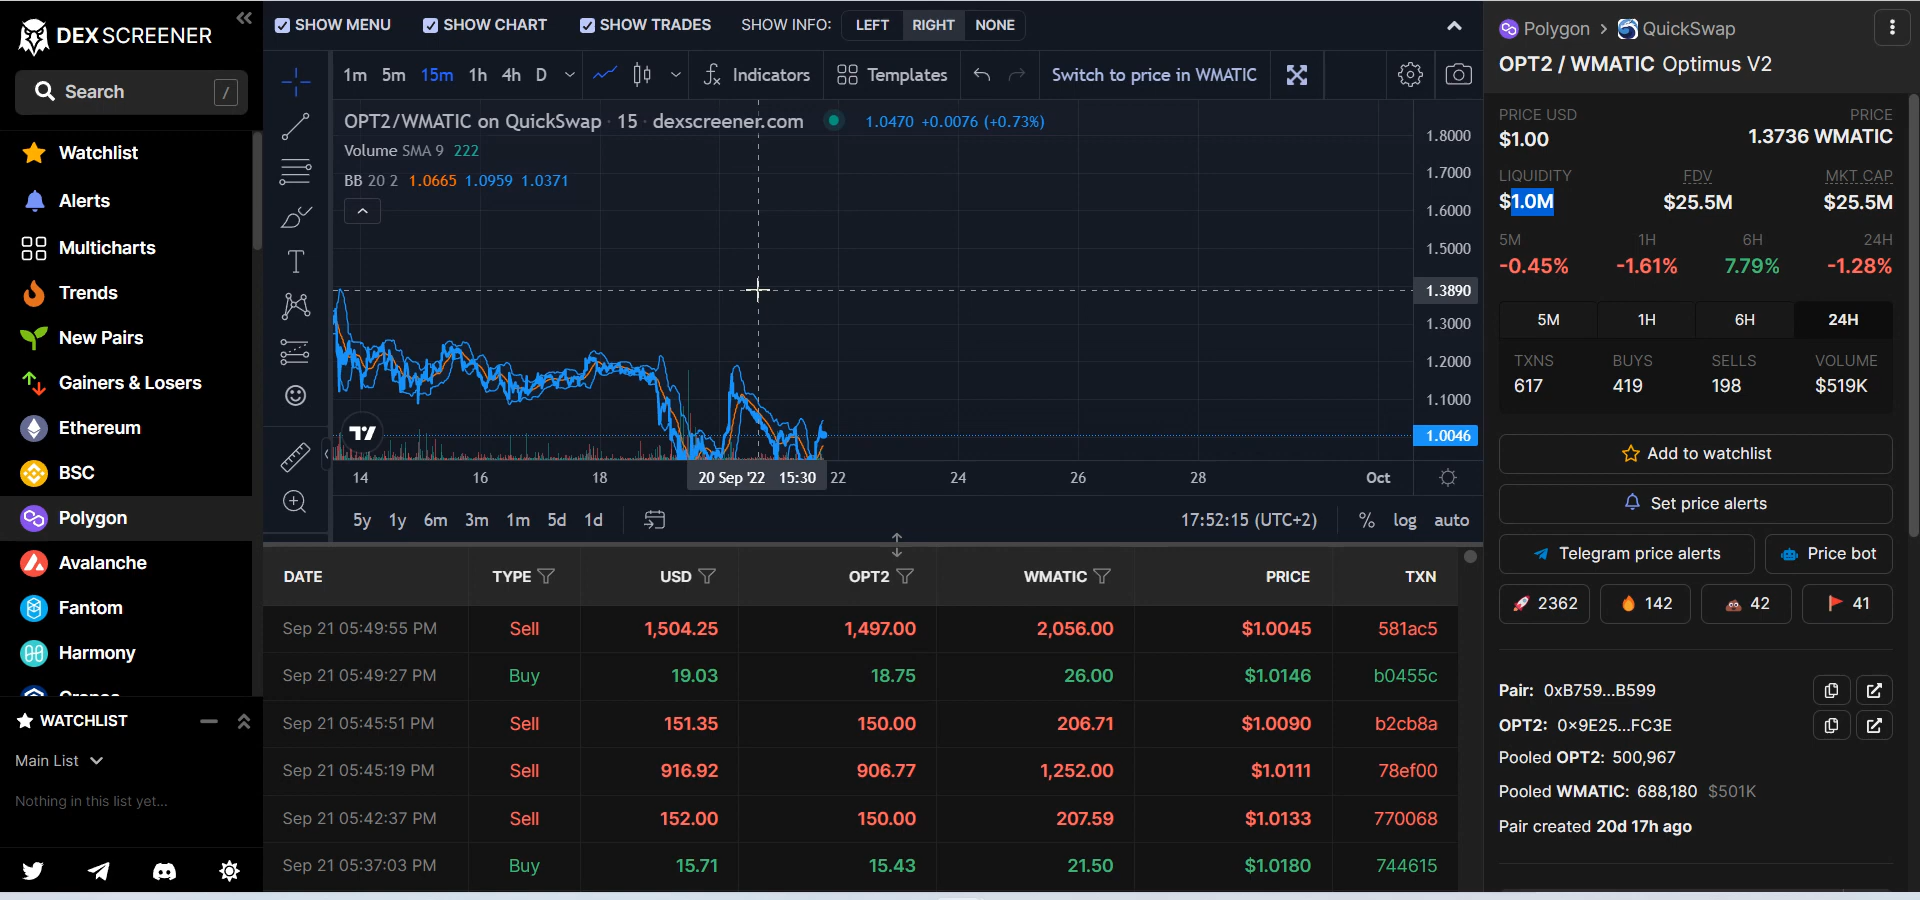 DEX SCREENER
Search /
Watchlist
Alerts
Multicharts
Trends
New Pairs
Gainers & Losers
Ethereum
BSC
Polygon
Avalanche
Fantom
Harmony
WATCHLIST
Main List
Nothing in this list yet...
SHOW MENU SHOW CHART SHOW TRADES SHOW INFO: LEFT RIGHT NONE
1m 5m 15m 1h 4h D Indicators Templates Switch to price in WMATIC
OPT2/WMATIC on QuickSwap · 15 · dexscreener.com 1.0470 +0.0076 (+0.73%)
Volume SMA 9 222
BB 20 2 1.0665 1.0959 1.0371
1.8000
1.7000
1.6000
1.5000
1.3890
1.3000
1.2000
1.1000
1.0046
14 16 18 20 Sep '22 15:30 22 24 26 28 Oct
5y 1y 6m 3m 1m 5d 1d 17:52:15 (UTC+2) % log auto
DATE TYPE USD OPT2 WMATIC PRICE TXN
Sep 21 05:49:55 PM Sell 1,504.25 1,497.00 2,056.00 $1.0045 581ac5
Sep 21 05:49:27 PM Buy 19.03 18.75 26.00 $1.0146 b0455c
Sep 21 05:45:51 PM Sell 151.35 150.00 206.71 $1.0090 b2cb8a
Sep 21 05:45:19 PM Sell 916.92 906.77 1,252.00 $1.0111 78ef00
Sep 21 05:42:37 PM Sell 152.00 150.00 207.59 $1.0133 770068
Sep 21 05:37:03 PM Buy 15.71 15.43 21.50 $1.0180 744615
Polygon > QuickSwap
OPT2 / WMATIC Optimus V2
PRICE USD PRICE
$1.00 1.3736 WMATIC
LIQUIDITY FDV MKT CAP
$1.0M $25.5M $25.5M
5M 1H 6H 24H
-0.45% -1.61% 7.79% -1.28%
5M 1H 6H 24H
TXNS BUYS SELLS VOLUME
617 419 198 $519K
Add to watchlist
Set price alerts
Telegram price alerts Price bot
2362 142 42 41
Pair: 0xB759...B599
OPT2: 0×9E25...FC3E
Pooled OPT2: 500,967
Pooled WMATIC: 688,180 $501K
Pair created 20d 17h ago